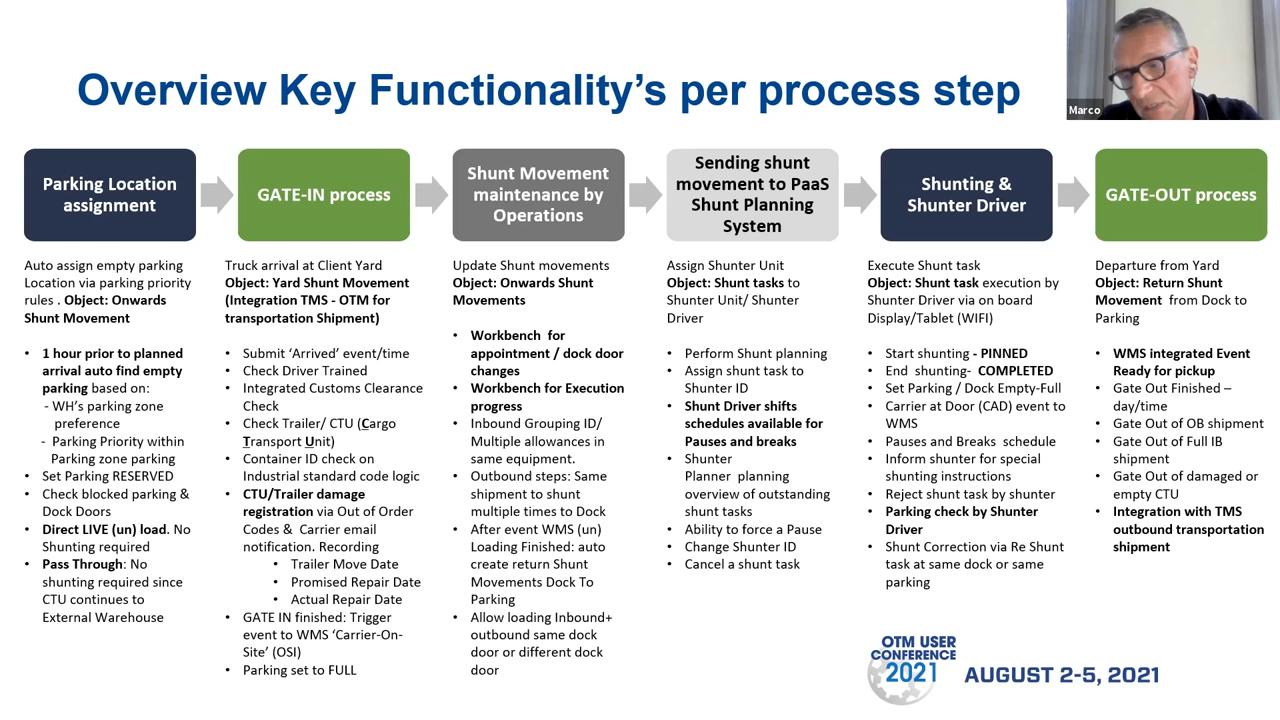 Overview Key Functionality’s per process step
Marco
Parking Location
assignment
GATE-IN process
Shunt Movement
maintenance by
Operations
Sending shunt
movement to PaaS
Shunt Planning
System
Shunting &
Shunter Driver
GATE-OUT process
Auto assign empty parking
Location via parking priority
rules . Object: Onwards
Shunt Movement
• 1 hour prior to planned
arrival auto find empty
parking based on:
- WH’s parking zone
preference
- Parking Priority within
Parking zone parking
• Set Parking RESERVED
• Check blocked parking &
Dock Doors
• Direct LIVE (un) load. No
Shunting required
• Pass Through: No
shunting required since
CTU continues to
External Warehouse
Truck arrival at Client Yard
Object: Yard Shunt Movement
(Integration TMS - OTM for
transportation Shipment)
• Submit ‘Arrived’ event/time
• Check Driver Trained
• Integrated Customs Clearance
Check
• Check Trailer/ CTU (Cargo
Transport Unit)
• Container ID check on
Industrial standard code logic
• CTU/Trailer damage
registration via Out of Order
Codes & Carrier email
notification. Recording
• Trailer Move Date
• Promised Repair Date
• Actual Repair Date
• GATE IN finished: Trigger
event to WMS ‘Carrier-On-
Site’ (OSI)
• Parking set to FULL
Update Shunt movements
Object: Onwards Shunt
Movements
• Workbench for
appointment / dock door
changes
• Workbench for Execution
progress
• Inbound Grouping ID/
Multiple allowances in
same equipment.
• Outbound steps: Same
shipment to shunt
multiple times to Dock
• After event WMS (un)
Loading Finished: auto
create return Shunt
Movements Dock To
Parking
• Allow loading Inbound+
outbound same dock
door or different dock
door
Assign Shunter Unit
Object: Shunt tasks to
Shunter Unit/ Shunter
Driver
• Perform Shunt planning
• Assign shunt task to
Shunter ID
• Shunt Driver shifts
schedules available for
Pauses and breaks
• Shunter
Planner planning
overview of outstanding
shunt tasks
• Ability to force a Pause
• Change Shunter ID
• Cancel a shunt task
Execute Shunt task
Object: Shunt task execution by
Shunter Driver via on board
Display/Tablet (WIFI)
• Start shunting - PINNED
• End shunting- COMPLETED
• Set Parking / Dock Empty-Full
• Carrier at Door (CAD) event to
WMS
• Pauses and Breaks schedule
• Inform shunter for special
shunting instructions
• Reject shunt task by shunter
• Parking check by Shunter
Driver
• Shunt Correction via Re Shunt
task at same dock or same
parking
Departure from Yard
Object: Return Shunt
Movement from Dock to
Parking
• WMS integrated Event
Ready for pickup
• Gate Out Finished –
day/time
• Gate Out of OB shipment
• Gate Out of Full IB
shipment
• Gate Out of damaged or
empty CTU
• Integration with TMS
outbound transportation
shipment
OTM USER
CONFERENCE
2021
AUGUST 2-5, 2021